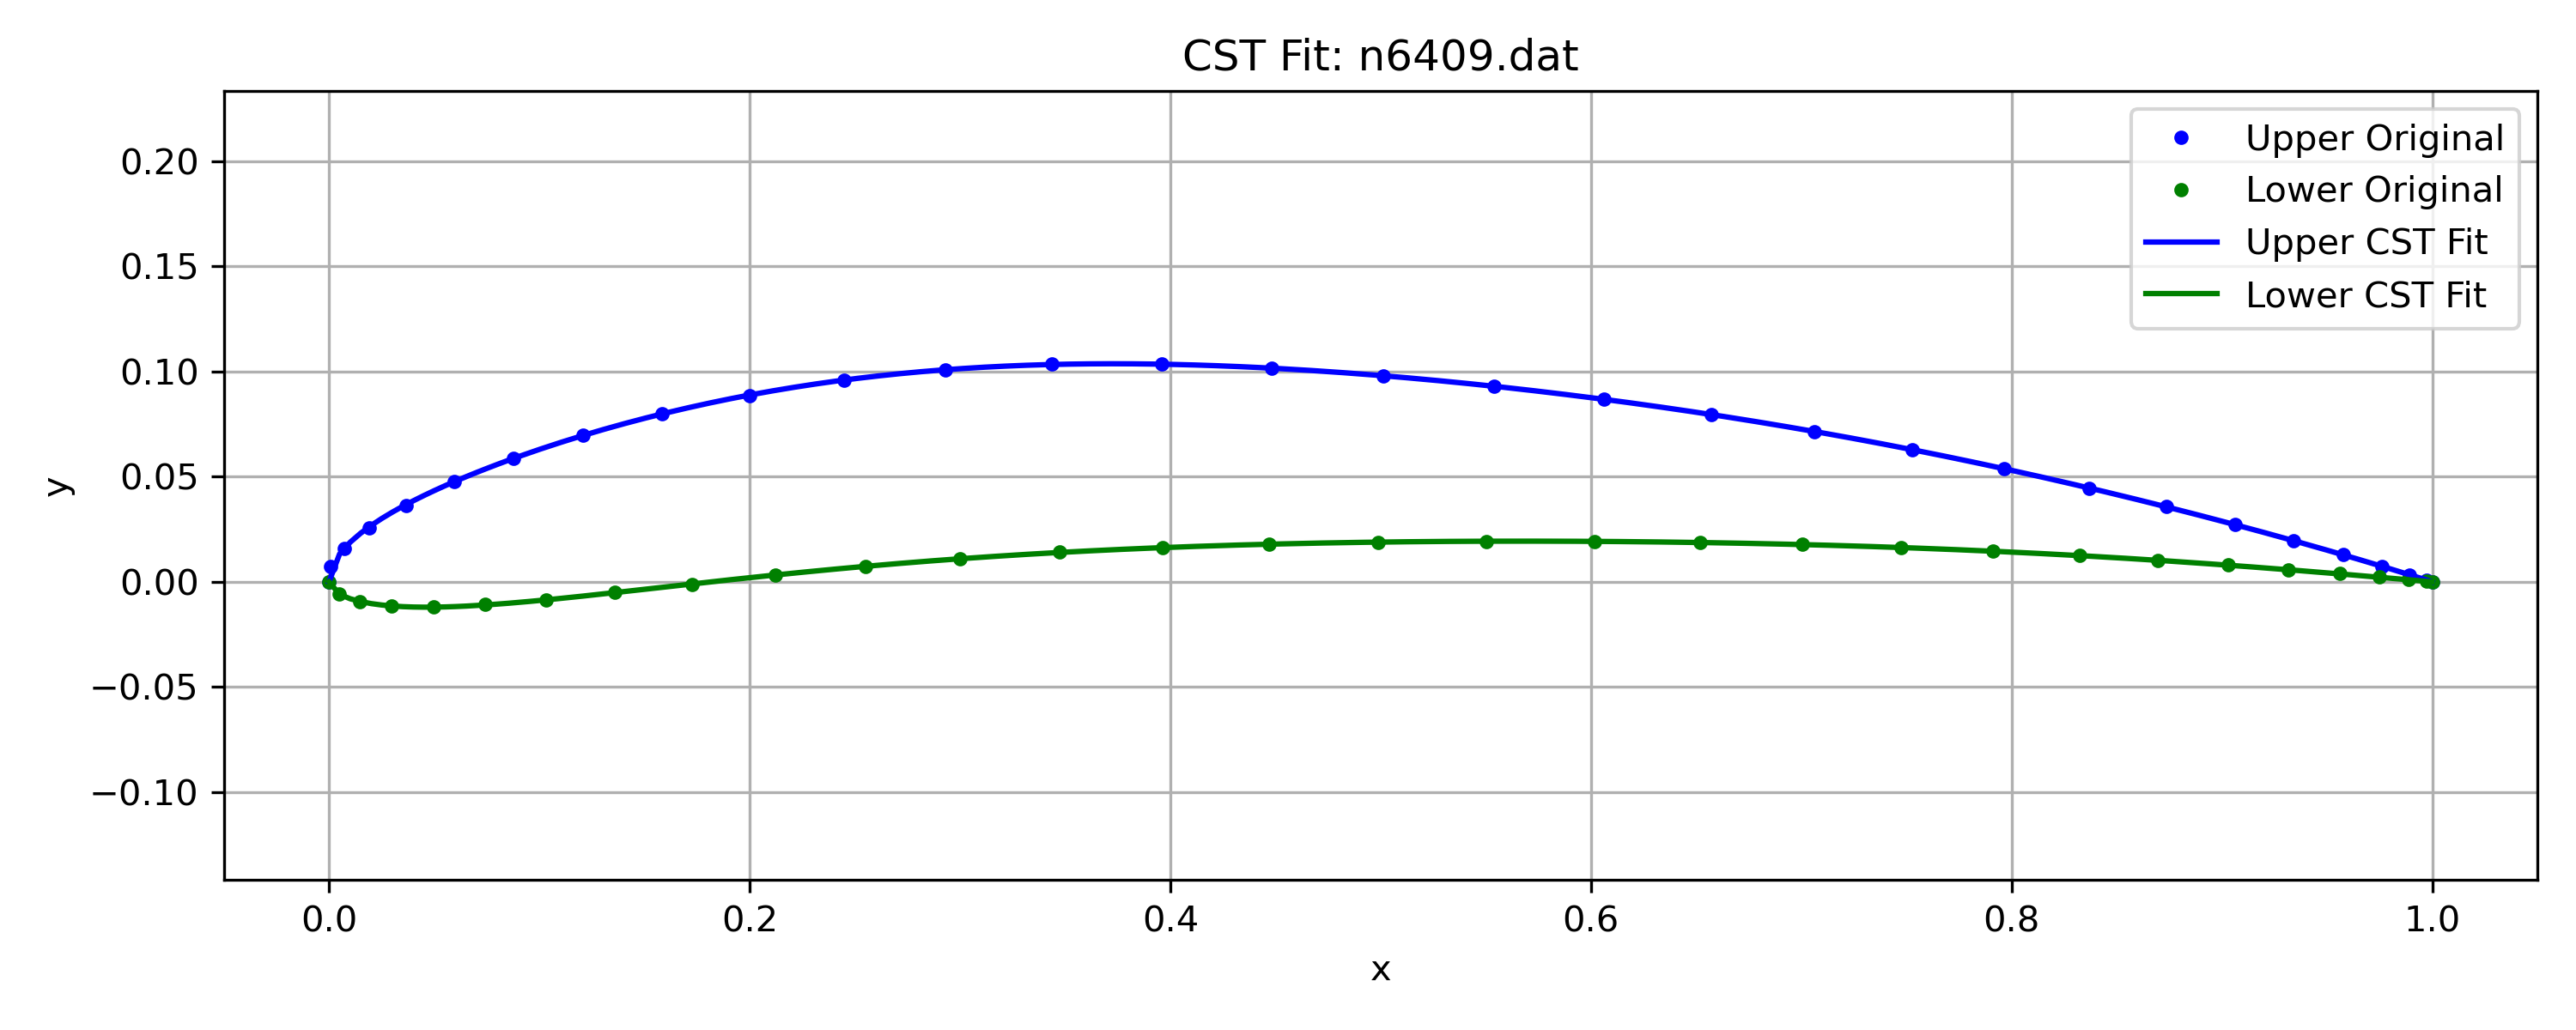 CST Fit: n6409.dat
Upper Original
Lower Original
Upper CST Fit
Lower CST Fit
y
0.20
0.15
0.10
0.05
0.00
−0.05
−0.10
0.0 0.2 0.4 0.6 0.8 1.0
x